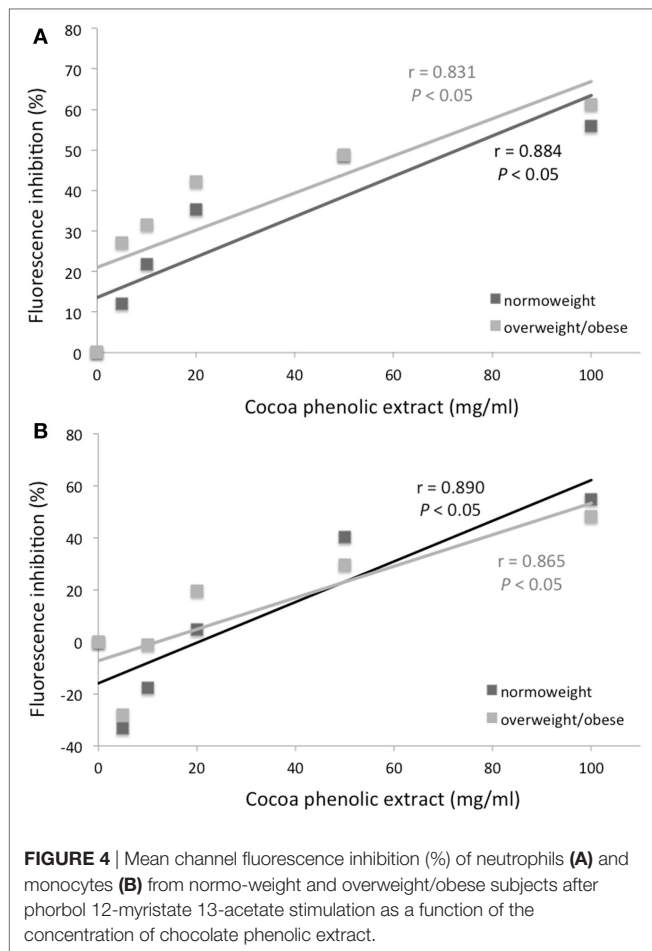 A
80
70
60
50
40
30
20
10
0
Fluorescence inhibition (%)
r = 0.831
P < 0.05
r = 0.884
P < 0.05
normoweight
overweight/obese
0 20 40 60 80 100
Cocoa phenolic extract (mg/ml)
B
80
60
40
20
0
-20
-40
Fluorescence inhibition (%)
r = 0.890
P < 0.05
r = 0.865
P < 0.05
normoweight
overweight/obese
0 20 40 60 80 100
Cocoa phenolic extract (mg/ml)
FIGURE 4 | Mean channel fluorescence inhibition (%) of neutrophils (A) and
monocytes (B) from normo-weight and overweight/obese subjects after
phorbol 12-myristate 13-acetate stimulation as a function of the
concentration of chocolate phenolic extract.